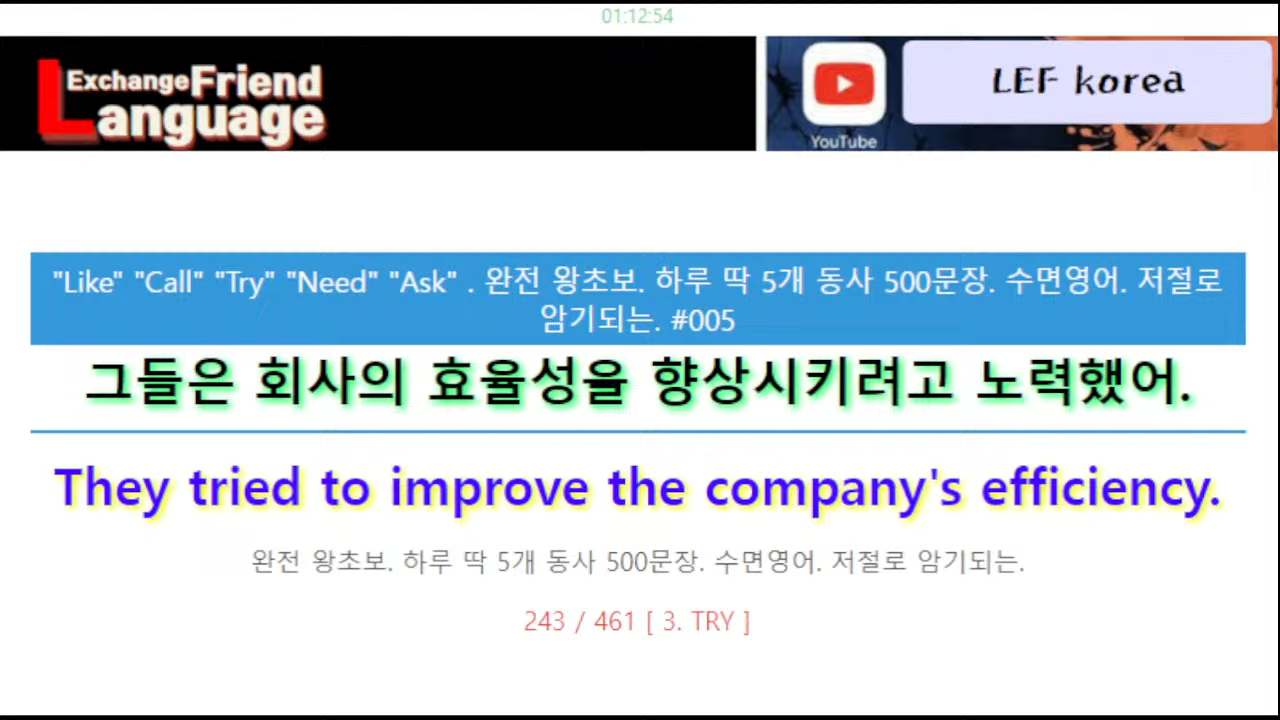 01:12:54
ExchangeFriend
Language
LEF korea
YouTube
"Like" "Call" "Try" "Need" "Ask" . 완전 왕초보. 하루 딱 5개 동사 500문장. 수면영어. 저절로
암기되는. #005
그들은 회사의 효율성을 향상시키려고 노력했어.
They tried to improve the company's efficiency.
완전 왕초보. 하루 딱 5개 동사 500문장. 수면영어. 저절로 암기되는.
243 / 461 [ 3. TRY ]